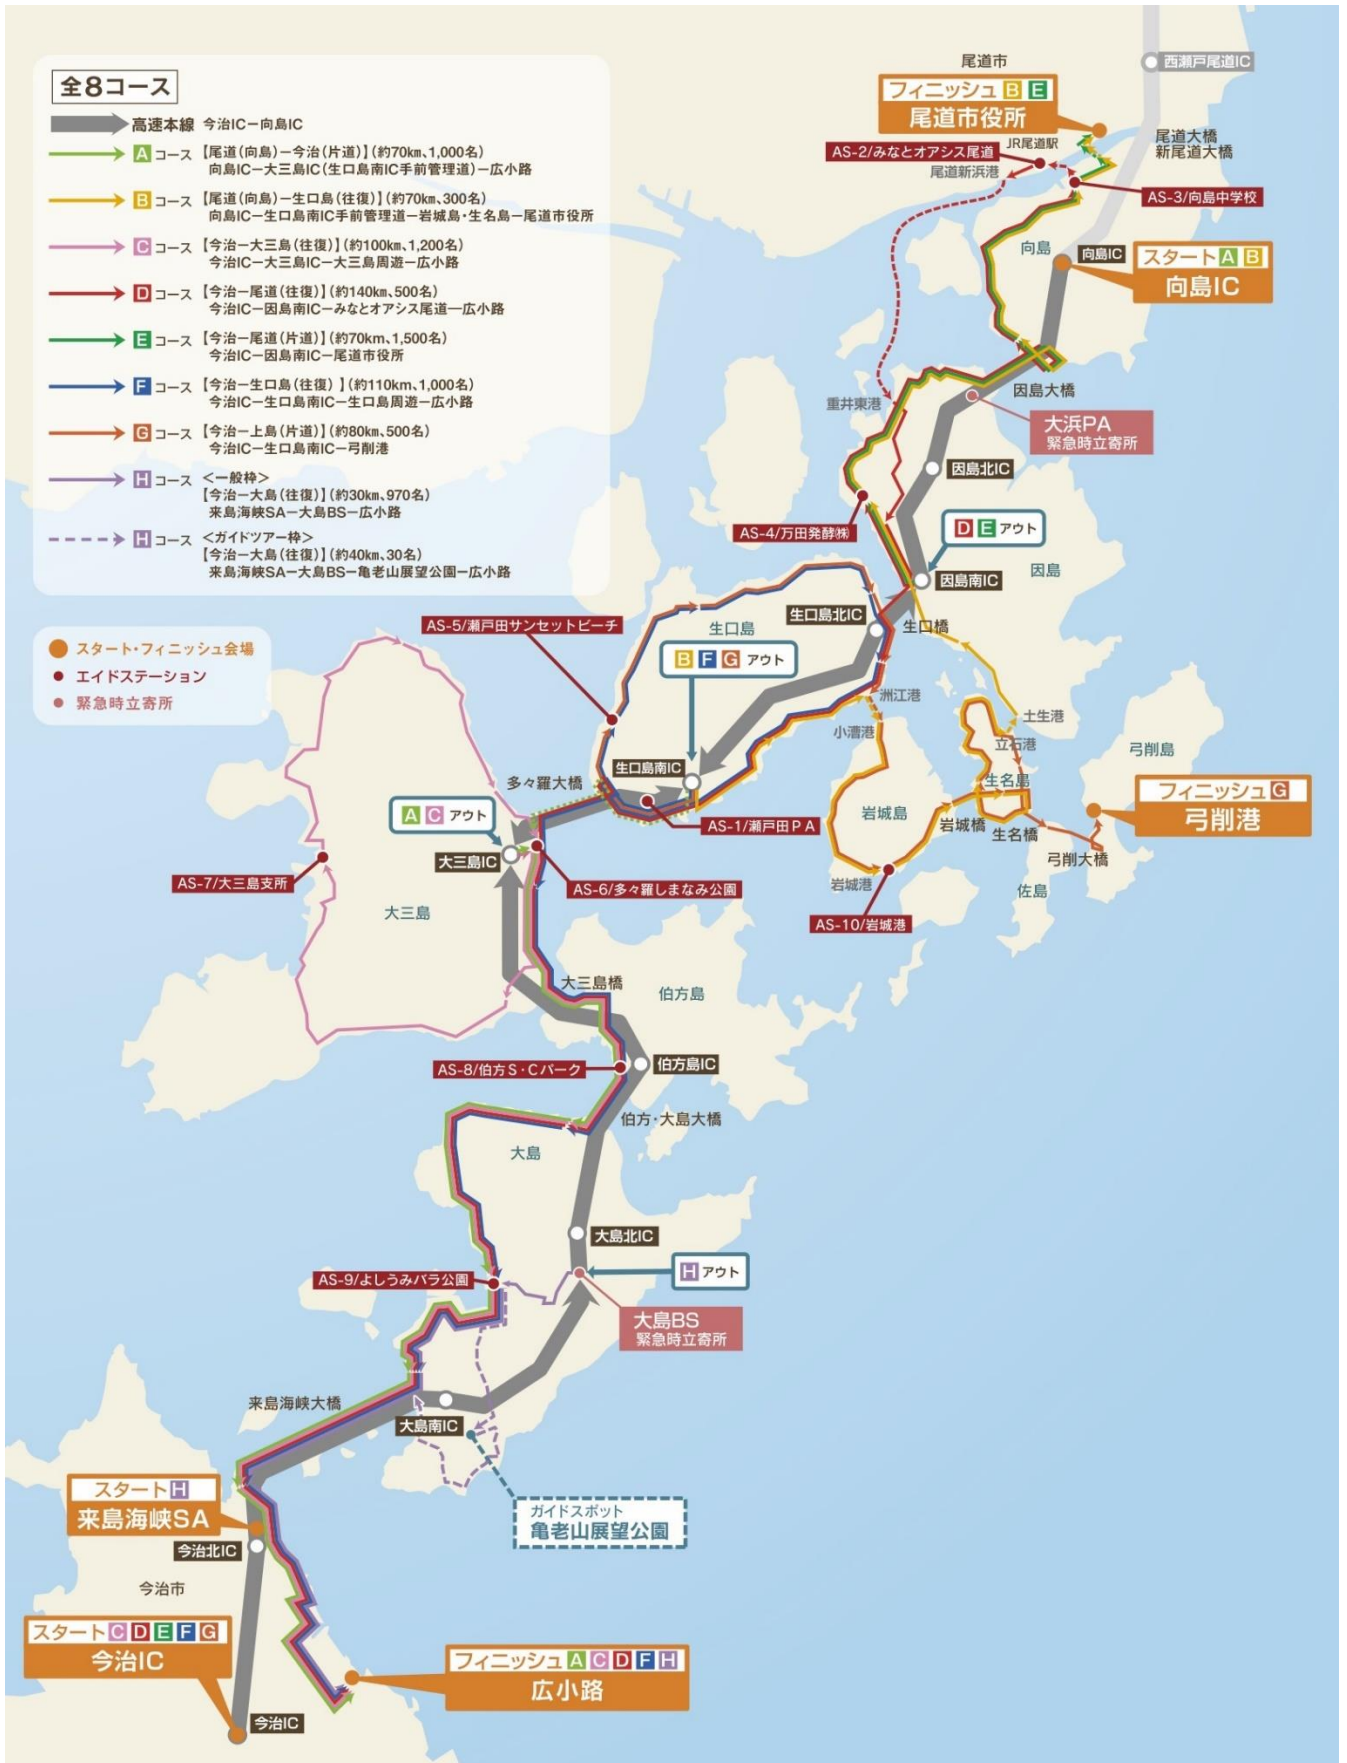 全8コース
高速本線 今治IC－向島IC
A コース 【尾道(向島)－今治(片道)】(約70km、1,000名)
向島IC－大三島IC(生口島南IC手前管理道)－広小路
B コース 【尾道(向島)－生口島(往復)】(約70km、300名)
向島IC－生口島南IC手前管理道－岩城島・生名島－尾道市役所
C コース 【今治－大三島(往復)】(約100km、1,200名)
今治IC－大三島IC－大三島周遊－広小路
D コース 【今治－尾道(往復)】(約140km、500名)
今治IC－因島南IC－みなとオアシス尾道－広小路
E コース 【今治－尾道(片道)】(約70km、1,500名)
今治IC－因島南IC－尾道市役所
F コース 【今治－生口島(往復) 】(約110km、1,000名)
今治IC－生口島南IC－生口島周遊－広小路
G コース 【今治－上島(片道)】(約80km、500名)
今治IC－生口島南IC－弓削港
H コース <一般枠>
【今治－大島(往復)】(約30km、970名)
来島海峡SA－大島BS－広小路
H コース <ガイドツアー枠>
【今治－大島(往復)】(約40km、30名)
来島海峡SA－大島BS－亀老山展望公園－広小路
スタート・フィニッシュ会場
エイドステーション
緊急時立寄所
西瀬戸尾道IC
尾道市
フィニッシュ B E
尾道市役所
尾道大橋
新尾道大橋
JR尾道駅
AS-2/みなとオアシス尾道
尾道新浜港
AS-3/向島中学校
向島
向島IC
スタート A B
向島IC
因島大橋
重井東港
大浜PA
緊急時立寄所
因島北IC
AS-4/万田発酵㈱
D E アウト
因島南IC
因島
生口島北IC
生口橋
AS-5/瀬戸田サンセットビーチ
生口島
B F G アウト
洲江港
小漕港
土生港
立石港
弓削島
生名島
生口島南IC
多々羅大橋
フィニッシュ G
弓削港
A C アウト
AS-1/瀬戸田PA
岩城島
岩城橋
生名橋
弓削大橋
大三島IC
AS-7/大三島支所
AS-6/多々羅しまなみ公園
岩城港
佐島
大三島
AS-10/岩城港
大三島橋
伯方島
AS-8/伯方S・Cパーク
伯方島IC
伯方・大島大橋
大島
大島北IC
AS-9/よしうみバラ公園
H アウト
大島BS
緊急時立寄所
来島海峡大橋
大島南IC
スタート H
来島海峡SA
ガイドスポット
亀老山展望公園
今治北IC
今治市
スタート C D E F G
今治IC
フィニッシュ A C D F H
広小路
今治IC